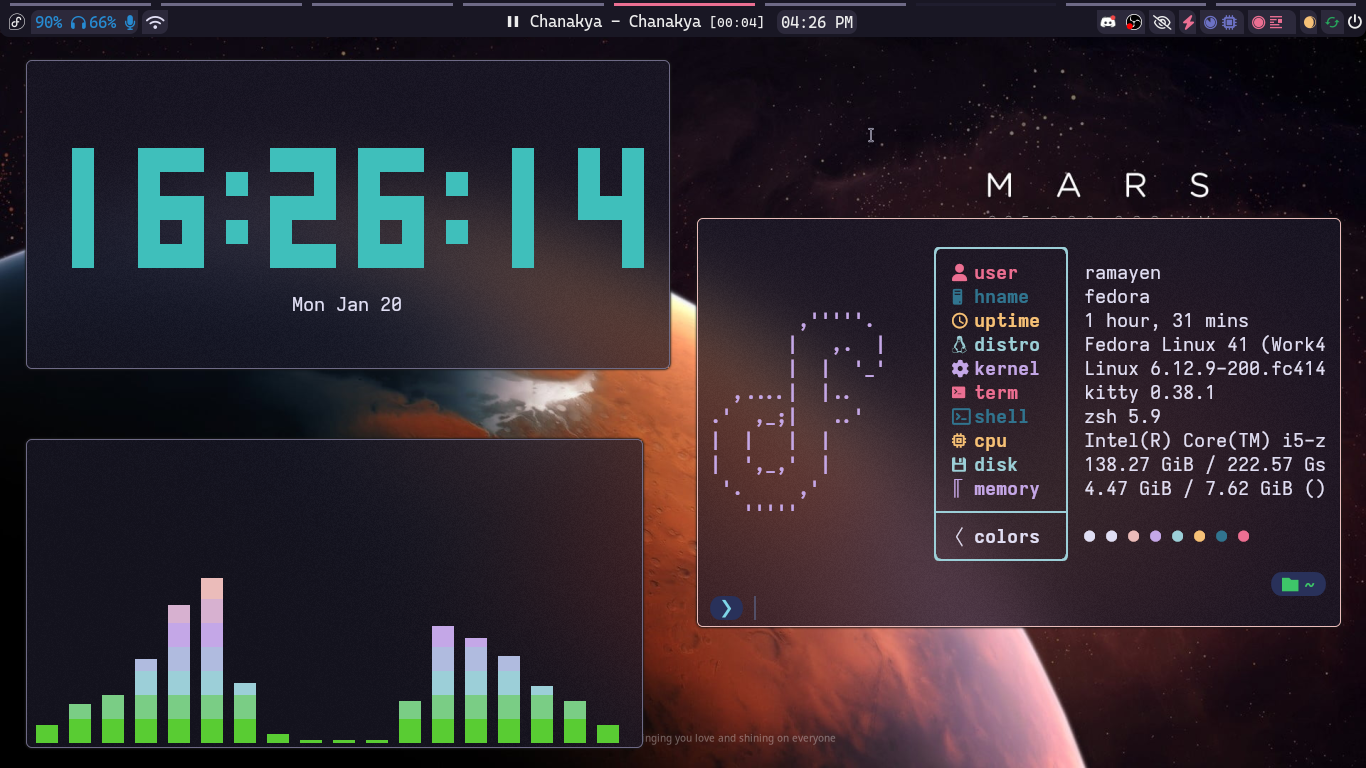 90% 66%
Chanakya – Chanakya [00:04] 04:26 PM
16:26:14
Mon Jan 20
M A R S
user ramayen
hname fedora
uptime 1 hour, 31 mins
distro Fedora Linux 41 (Work4
kernel Linux 6.12.9-200.fc414
term kitty 0.38.1
shell zsh 5.9
cpu Intel(R) Core(TM) i5-z
disk 138.27 GiB / 222.57 Gs
memory 4.47 GiB / 7.62 GiB ()
colors
~
❯
nging you love and shining on everyone